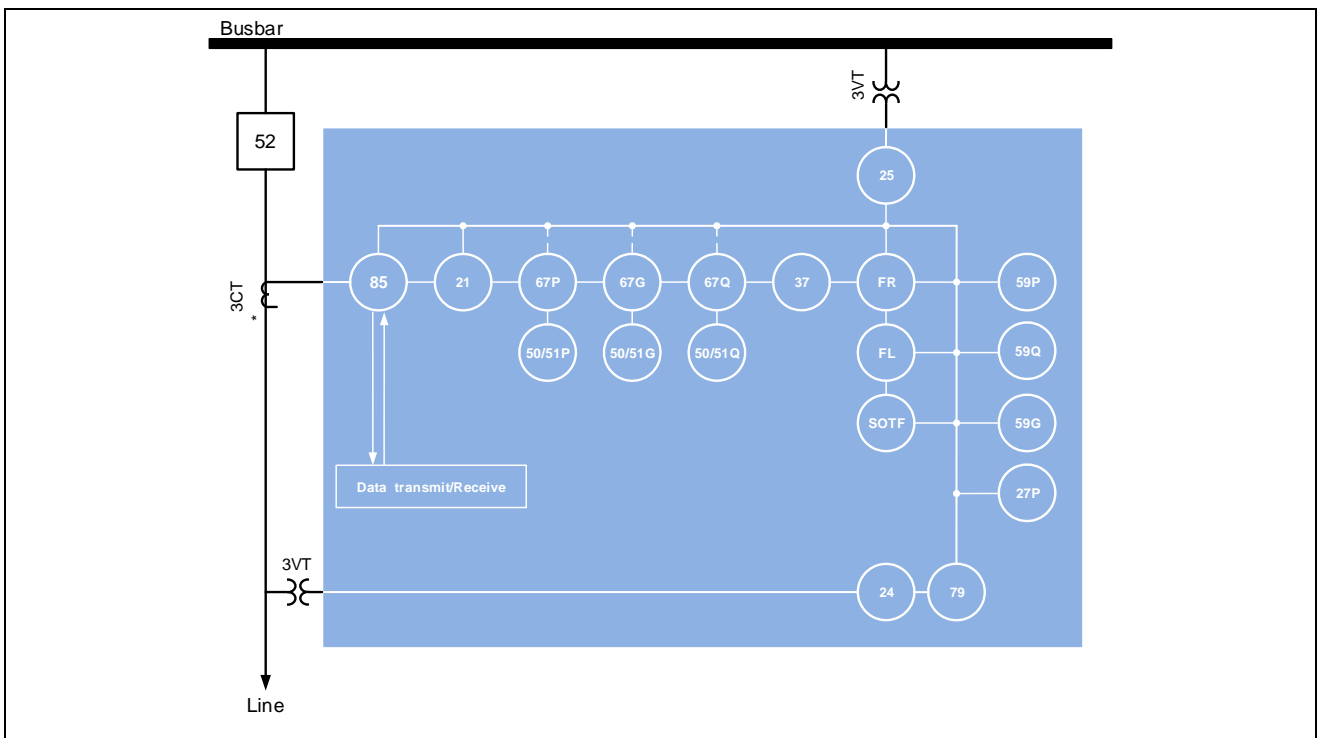 Busbar
3VT
52
25
3CT
*
85
21
67P
67G
67Q
37
FR
59P
50/51P
50/51G
50/51Q
FL
59Q
SOTF
59G
Data transmit/Receive
27P
3VT
24
79
Line